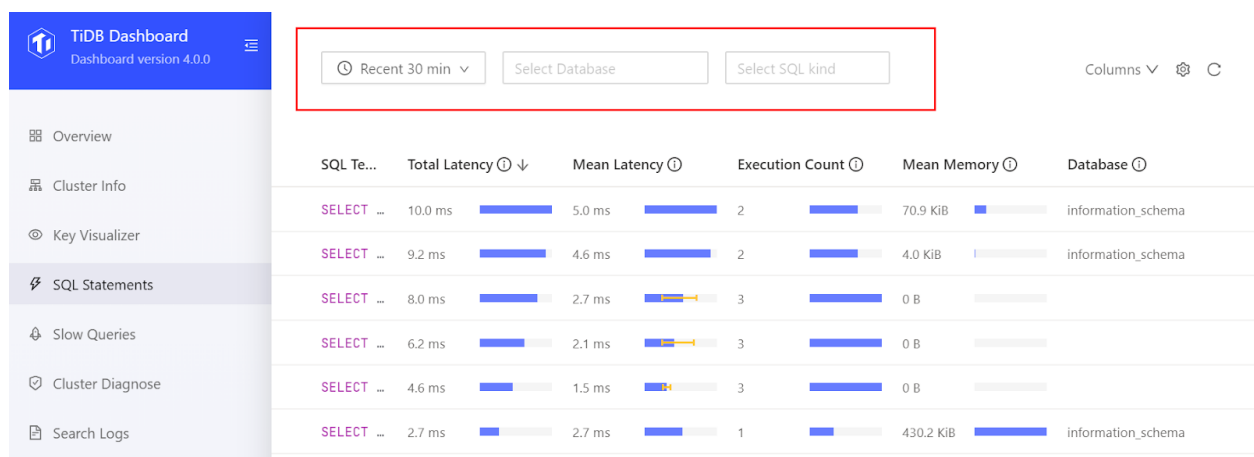 TiDB Dashboard
Dashboard version 4.0.0
Overview
Cluster Info
Key Visualizer
SQL Statements
Slow Queries
Cluster Diagnose
Search Logs
Recent 30 min Select Database Select SQL kind Columns
SQL Te... Total Latency Mean Latency Execution Count Mean Memory Database
SELECT … 10.0 ms 5.0 ms 2 70.9 KiB information_schema
SELECT … 9.2 ms 4.6 ms 2 4.0 KiB information_schema
SELECT … 8.0 ms 2.7 ms 3 0 B
SELECT … 6.2 ms 2.1 ms 3 0 B
SELECT … 4.6 ms 1.5 ms 3 0 B
SELECT … 2.7 ms 2.7 ms 1 430.2 KiB information_schema